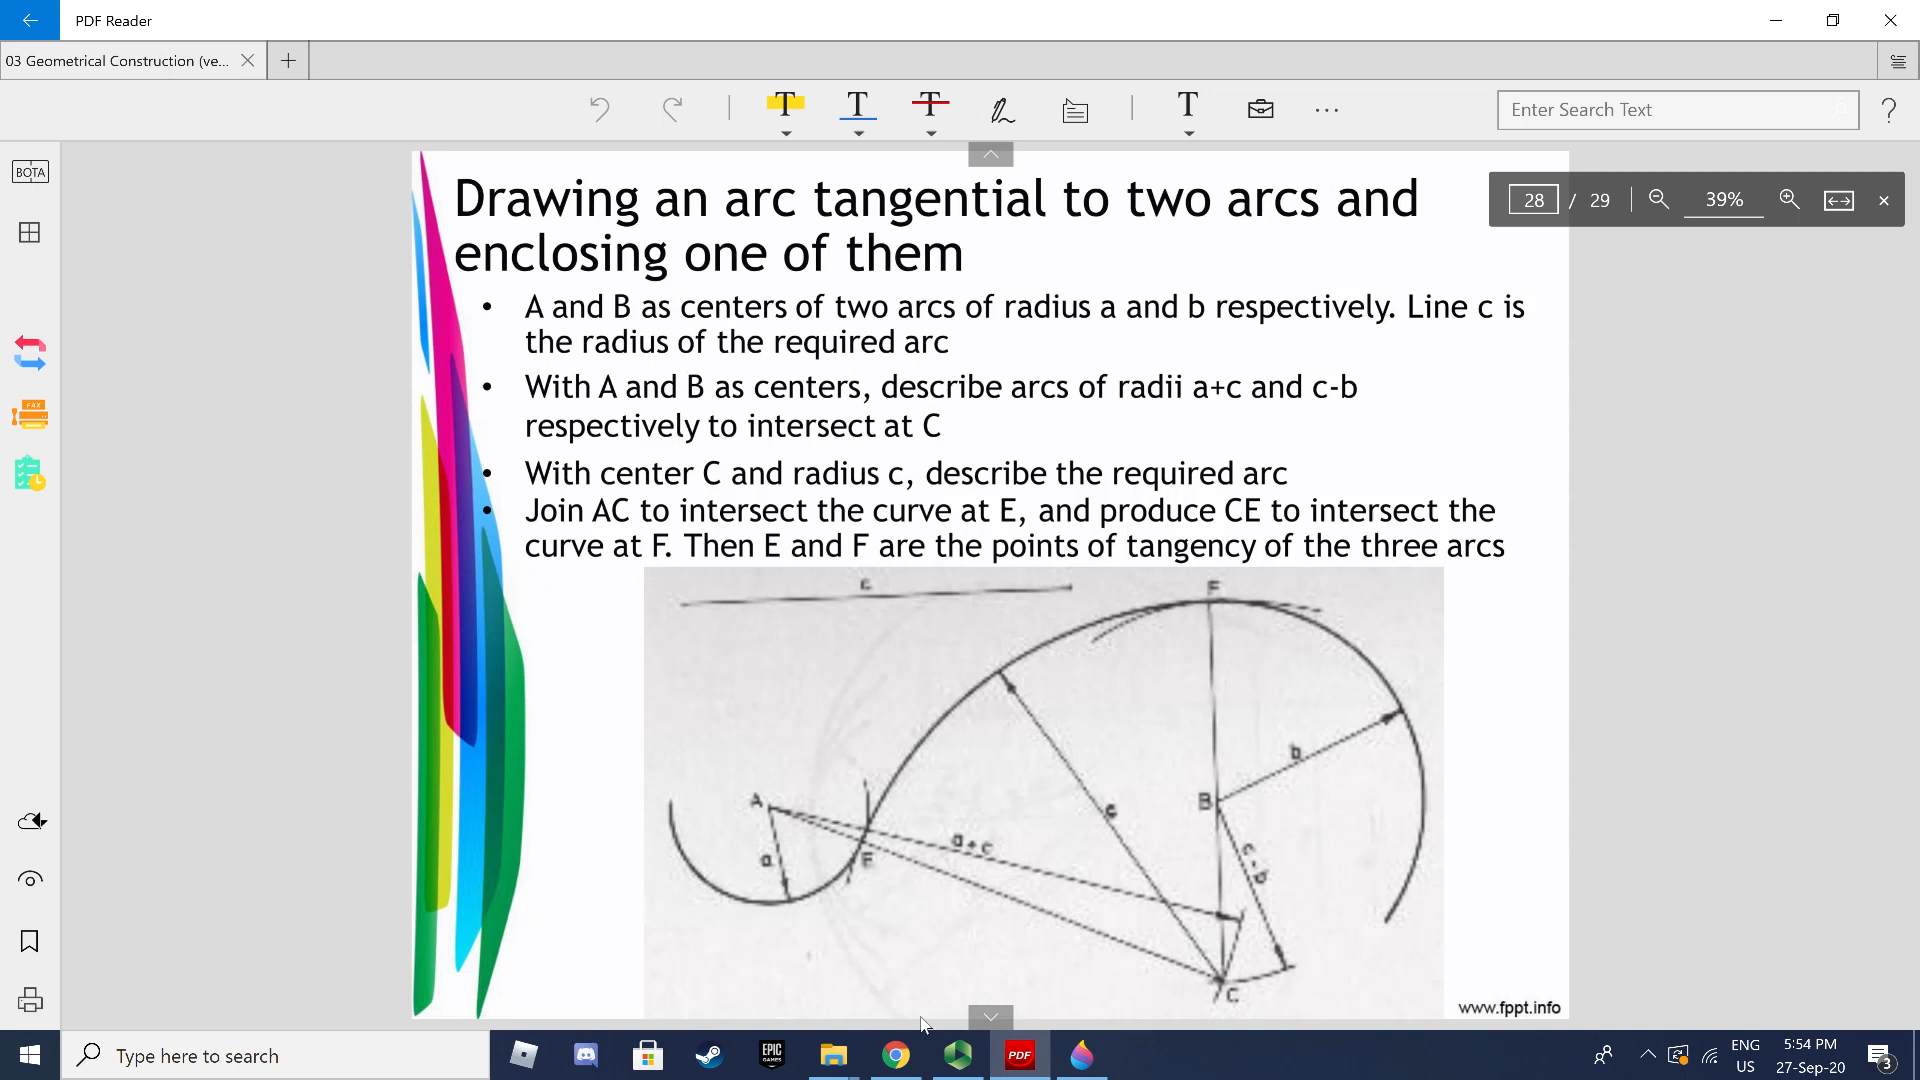 PDF Reader
03 Geometrical Construction (ve...
T T T T
Enter Search Text
?
BOTA
28 / 29 39%
Drawing an arc tangential to two arcs and
enclosing one of them
• A and B as centers of two arcs of radius a and b respectively. Line c is
the radius of the required arc
• With A and B as centers, describe arcs of radii a+c and c-b
respectively to intersect at C
• With center C and radius c, describe the required arc
• Join AC to intersect the curve at E, and produce CE to intersect the
curve at F. Then E and F are the points of tangency of the three arcs
FAX
c
F
b
A
B
c
a + c
a
E
c - b
C
www.fppt.info
Type here to search
EPIC
GAMES
PDF
ENG
US
5:54 PM
27-Sep-20
3